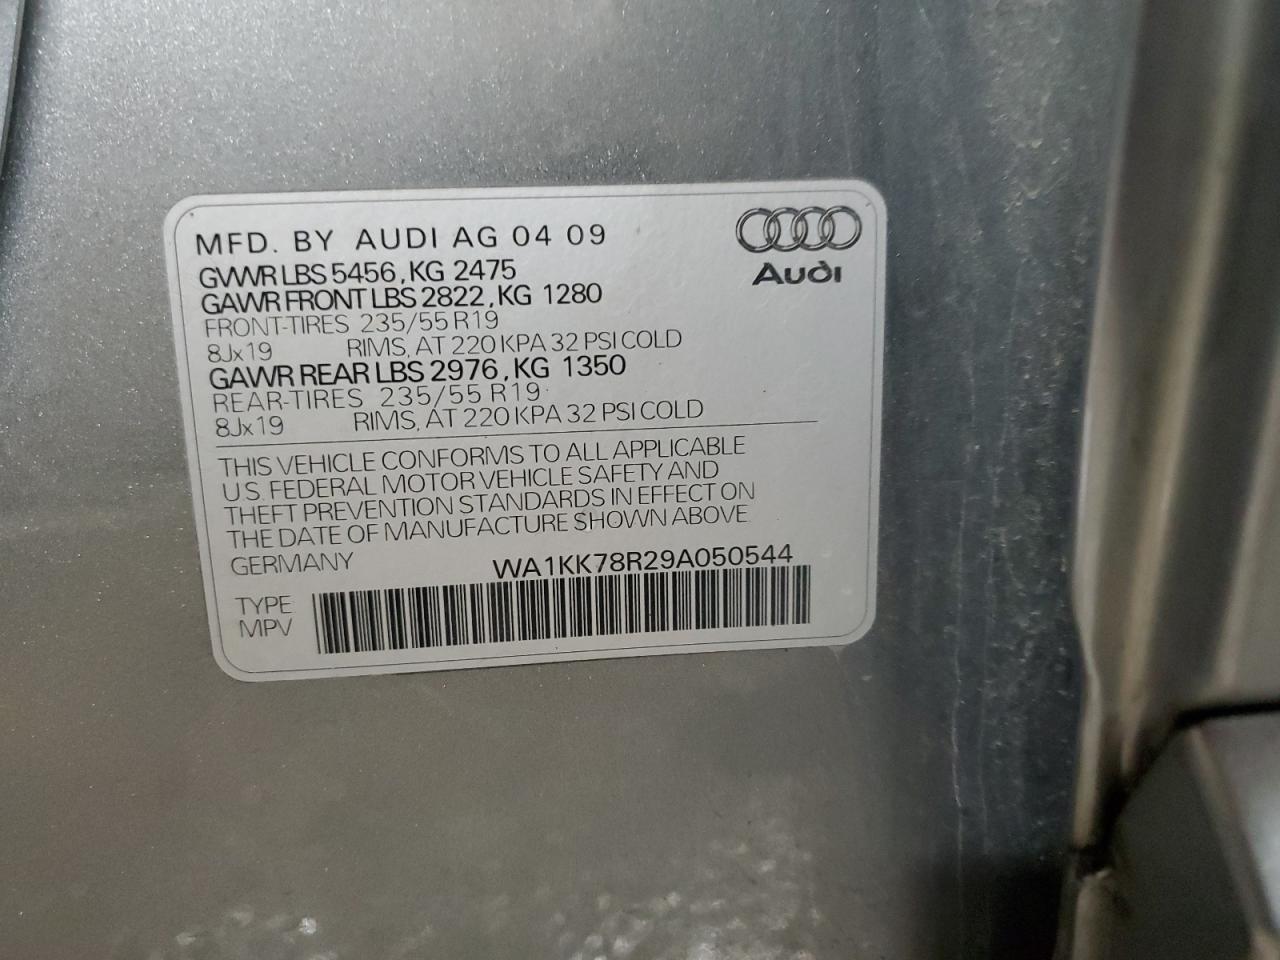 MFD. BY AUDI AG 04 09
Audi
GVWR LBS 5456, KG 2475
GAWR FRONT LBS 2822, KG 1280
FRONT-TIRES 235/55 R19
8Jx19 RIMS, AT 220 KPA 32 PSI COLD
GAWR REAR LBS 2976, KG 1350
REAR-TIRES 235/55 R19
8Jx19 RIMS, AT 220 KPA 32 PSI COLD
THIS VEHICLE CONFORMS TO ALL APPLICABLE
U.S. FEDERAL MOTOR VEHICLE SAFETY AND
THEFT PREVENTION STANDARDS IN EFFECT ON
THE DATE OF MANUFACTURE SHOWN ABOVE
GERMANY WA1KK78R29A050544
TYPE
MPV